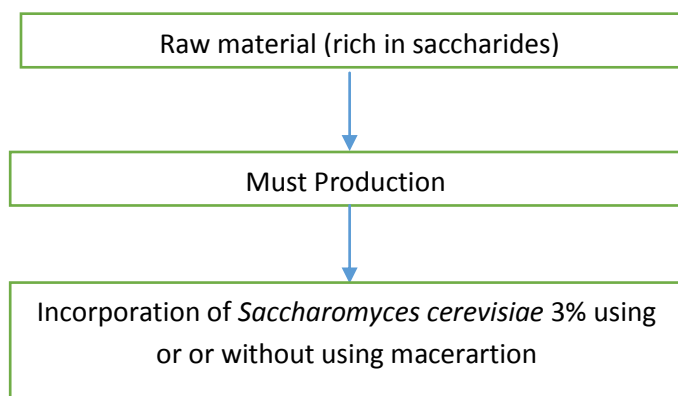 Raw material (rich in saccharides)
Must Production
Incorporation of Saccharomyces cerevisiae 3% using
or or without using macerartion